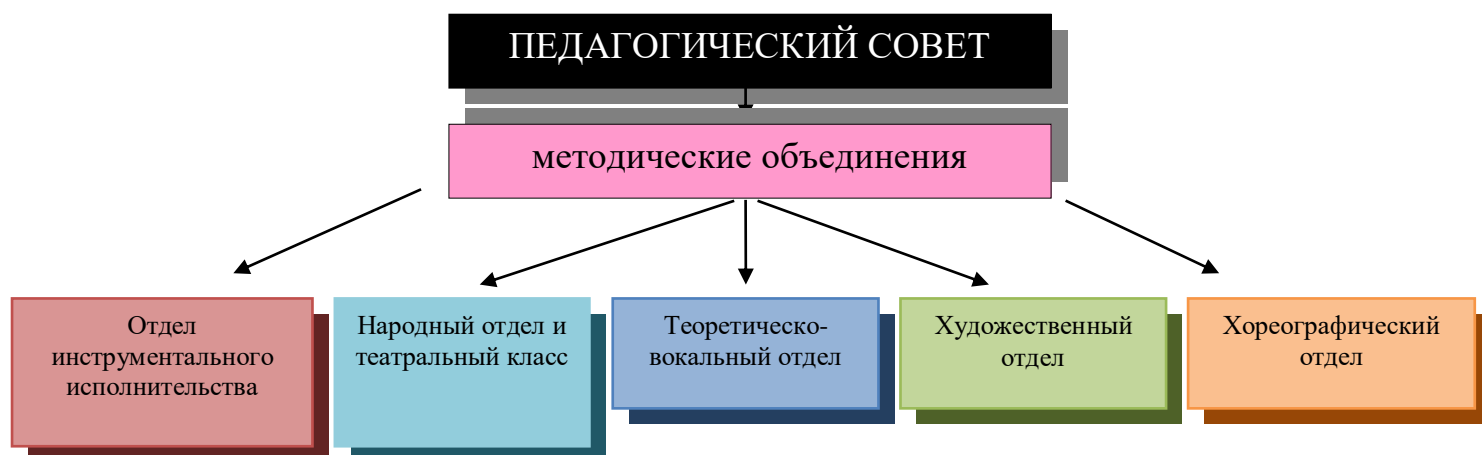 ПЕДАГОГИЧЕСКИЙ СОВЕТ
методические объединения
Отдел
инструментального
исполнительства
Народный отдел и
театральный класс
Теоретическо-
вокальный отдел
Художественный
отдел
Хореографический
отдел